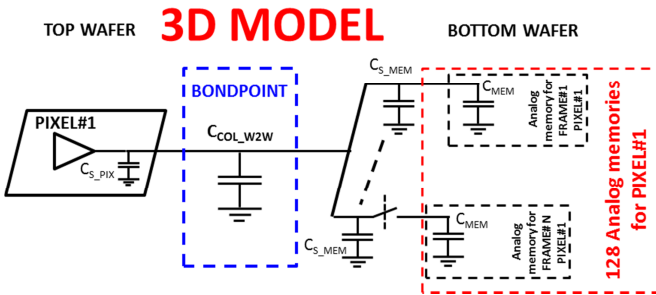 TOP WAFER
3D MODEL
BOTTOM WAFER
PIXEL#1
C_S_PIX
BONDPOINT
C_COL_W2W
C_S_MEM
C_MEM
Analog
memory for
FRAME#1
PIXEL#1
C_S_MEM
C_MEM
Analog
memory for
FRAME# N
PIXEL#1
128 Analog memories
for PIXEL#1